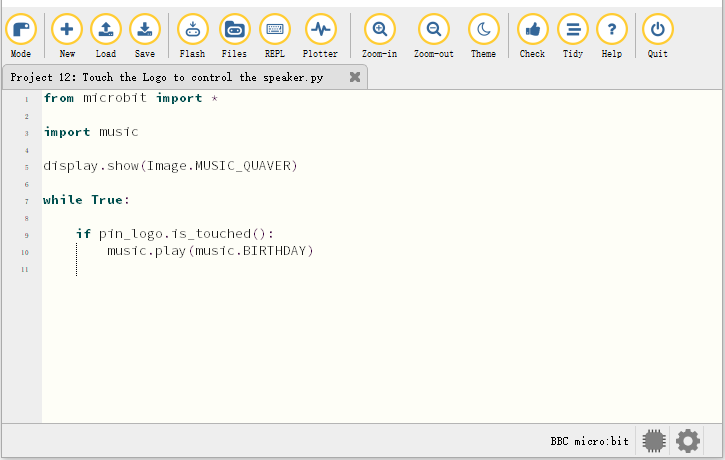 Mode New Load Save Flash Files REPL Plotter Zoom-in Zoom-out Theme Check Tidy Help Quit
Project 12: Touch the Logo to control the speaker.py
1 from microbit import *
2
3 import music
4
5 display.show(Image.MUSIC_QUAVER)
6
7 while True:
8
9 if pin_logo.is_touched():
10 music.play(music.BIRTHDAY)
11
BBC micro:bit